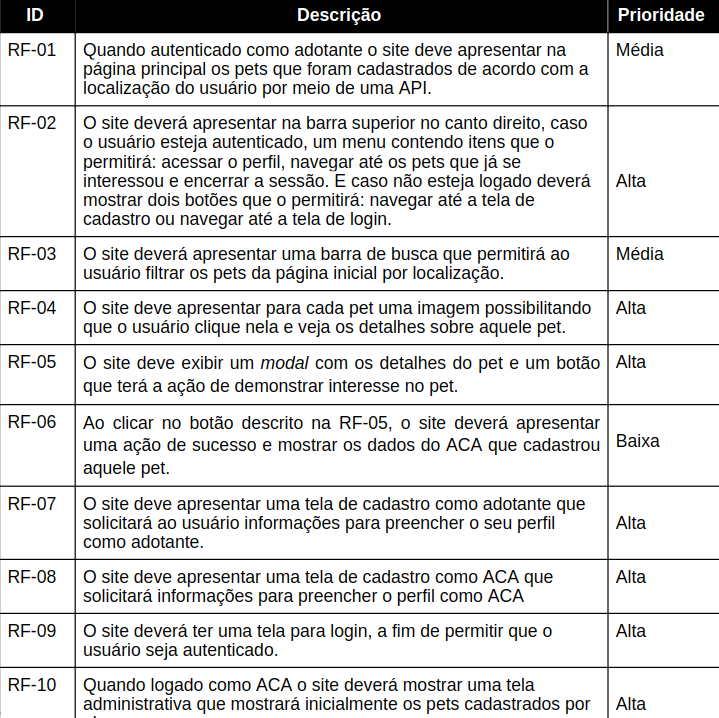 ID Descrição Prioridade
RF-01 Quando autenticado como adotante o site deve apresentar na Média
página principal os pets que foram cadastrados de acordo com a
localização do usuário por meio de uma API.
RF-02 O site deverá apresentar na barra superior no canto direito, caso
o usuário esteja autenticado, um menu contendo itens que o
permitirá: acessar o perfil, navegar até os pets que já se
interessou e encerrar a sessão. E caso não esteja logado deverá Alta
mostrar dois botões que o permitirá: navegar até a tela de
cadastro ou navegar até a tela de login.
RF-03 O site deverá apresentar uma barra de busca que permitirá ao Média
usuário filtrar os pets da página inicial por localização.
RF-04 O site deve apresentar para cada pet uma imagem possibilitando Alta
que o usuário clique nela e veja os detalhes sobre aquele pet.
RF-05 O site deve exibir um modal com os detalhes do pet e um botão Alta
que terá a ação de demonstrar interesse no pet.
RF-06 Ao clicar no botão descrito na RF-05, o site deverá apresentar
uma ação de sucesso e mostrar os dados do ACA que cadastrou Baixa
aquele pet.
RF-07 O site deve apresentar uma tela de cadastro como adotante que
solicitará ao usuário informações para preencher o seu perfil Alta
como adotante.
RF-08 O site deve apresentar uma tela de cadastro como ACA que Alta
solicitará informações para preencher o perfil como ACA
RF-09 O site deverá ter uma tela para login, a fim de permitir que o Alta
usuário seja autenticado.
RF-10 Quando logado como ACA o site deverá mostrar uma tela
administrativa que mostrará inicialmente os pets cadastrados por Alta